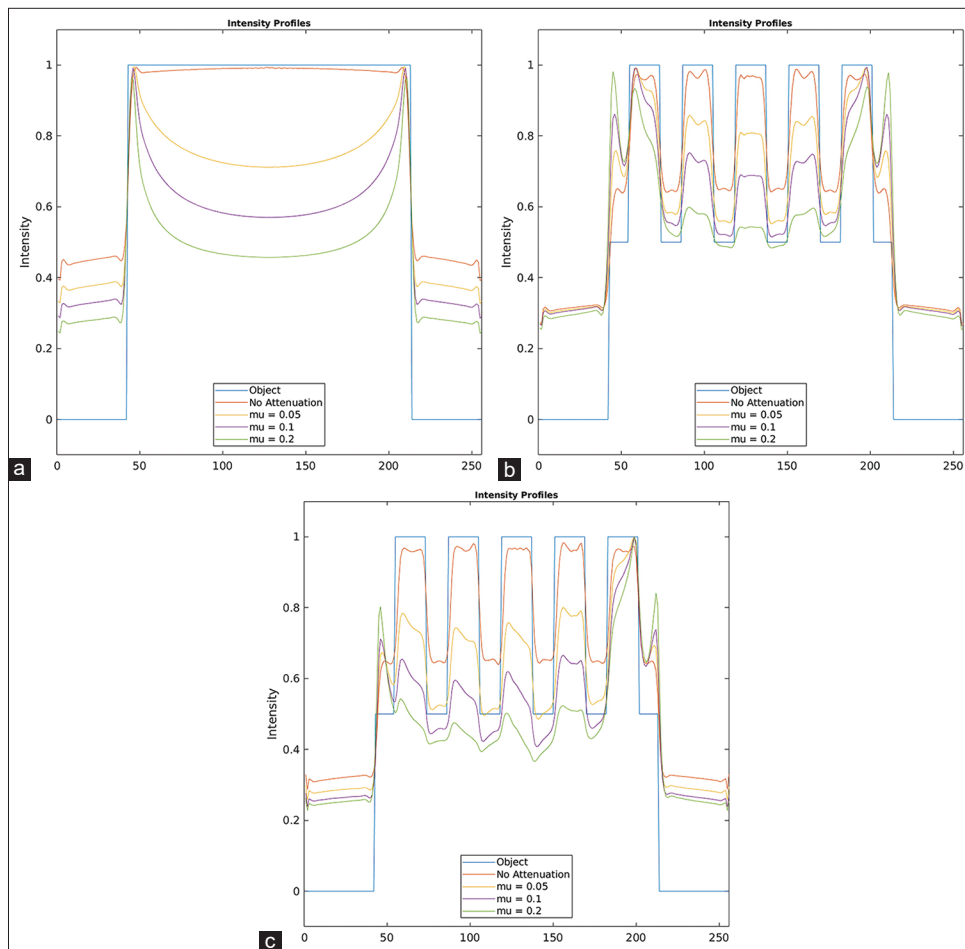 Intensity Profiles
Intensity
1
0.8
0.6
0.4
0.2
0
Object
No Attenuation
mu = 0.05
mu = 0.1
mu = 0.2
0 50 100 150 200 250
a
Intensity Profiles
Intensity
1
0.8
0.6
0.4
0.2
0
Object
No Attenuation
mu = 0.05
mu = 0.1
mu = 0.2
0 50 100 150 200 250
b
Intensity Profiles
Intensity
1
0.8
0.6
0.4
0.2
0
Object
No Attenuation
mu = 0.05
mu = 0.1
mu = 0.2
0 50 100 150 200 250
c